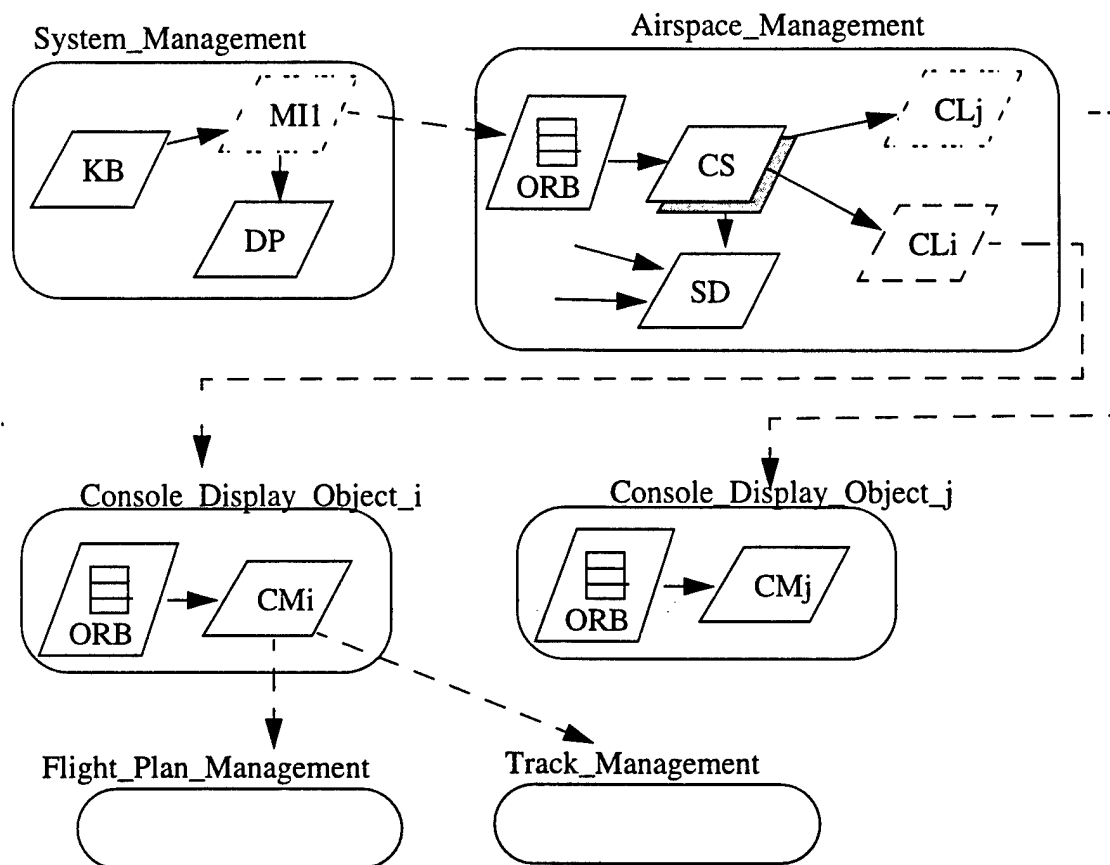 System_Management
Airspace_Management
MI1
KB
DP
ORB
CS
SD
CLj
CLi
Console_Display_Object_i
Console_Display_Object_j
ORB
CMi
ORB
CMj
Flight_Plan_Management
Track_Management